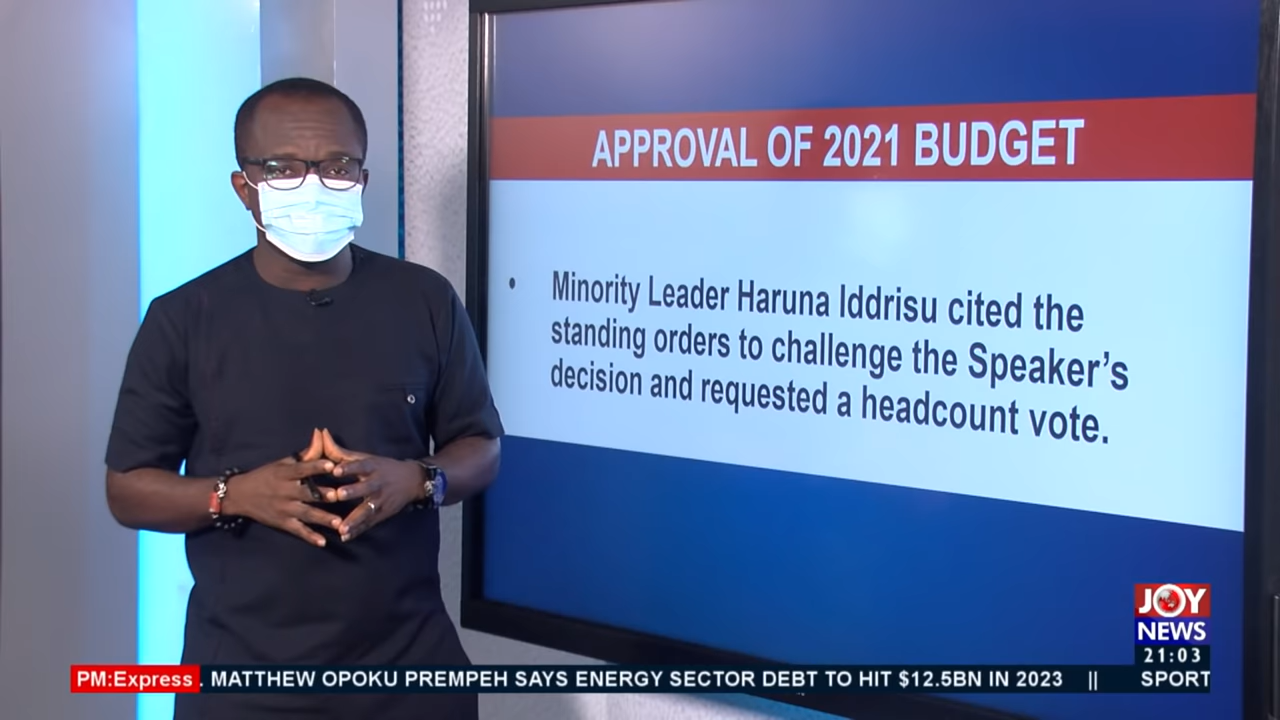 APPROVAL OF 2021 BUDGET
• Minority Leader Haruna Iddrisu cited the
standing orders to challenge the Speaker’s
decision and requested a headcount vote.
JOY
NEWS
21:03
PM:Express . MATTHEW OPOKU PREMPEH SAYS ENERGY SECTOR DEBT TO HIT $12.5BN IN 2023 || SPORT